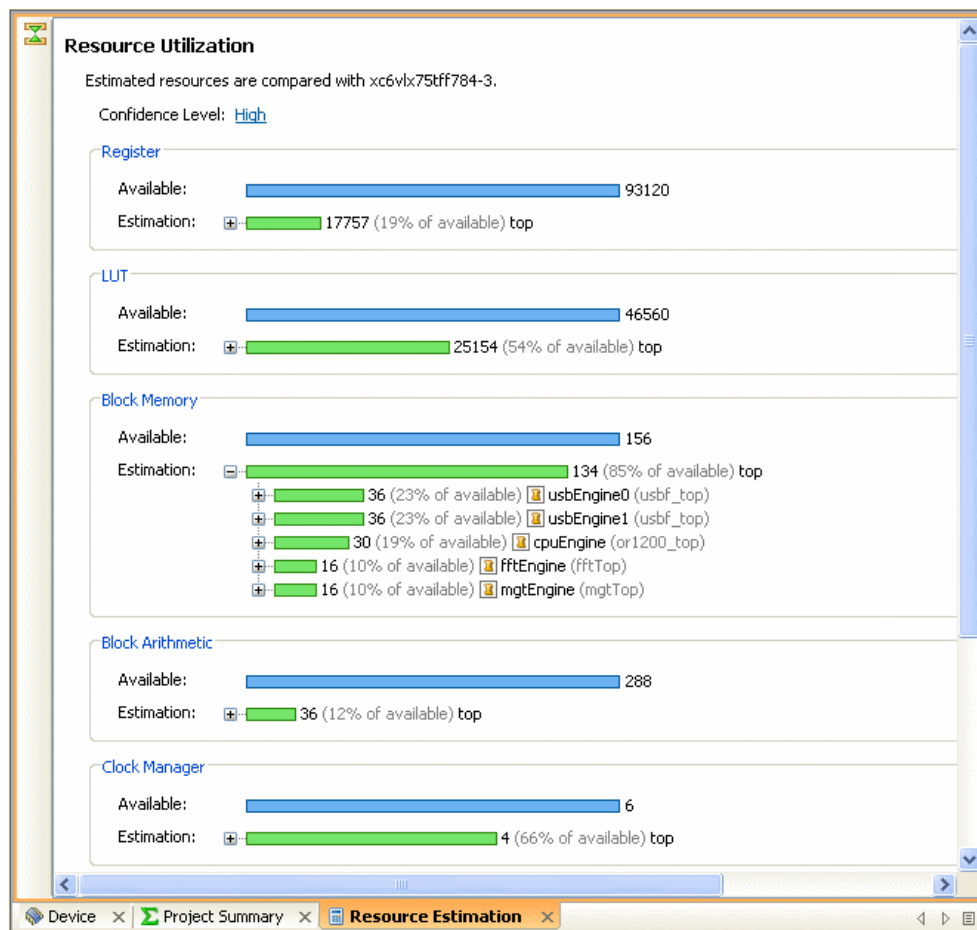 Resource Utilization
Estimated resources are compared with xc6vlx75tff784-3.
Confidence Level: High
Register
Available: 93120
Estimation: 17757 (19% of available) top
LUT
Available: 46560
Estimation: 25154 (54% of available) top
Block Memory
Available: 156
Estimation: 134 (85% of available) top
36 (23% of available) usbEngine0 (usbf_top)
36 (23% of available) usbEngine1 (usbf_top)
30 (19% of available) cpuEngine (or1200_top)
16 (10% of available) fftEngine (fftTop)
16 (10% of available) mgtEngine (mgtTop)
Block Arithmetic
Available: 288
Estimation: 36 (12% of available) top
Clock Manager
Available: 6
Estimation: 4 (66% of available) top
Device Project Summary Resource Estimation